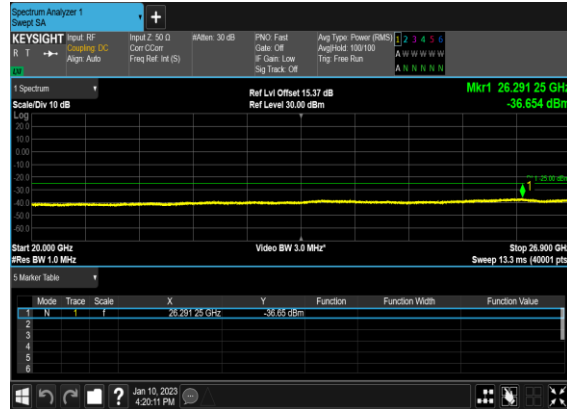 Spectrum Analyzer 1
Swept SA
+
KEYSIGHT Input: RF Input Z: 50 Ω #Atten: 30 dB PNO: Fast Avg Type: Power (RMS) 1 2 3 4 5 6
R T Coupling: DC Corr CCorr Gate: Off Avg|Hold: 100/100 A W W W W W
Align: Auto Freq Ref: Int (S) IF Gain: Low Trig: Free Run
Sig Track: Off A N N N N N
1 Spectrum Ref Lvl Offset 15.37 dB Mkr1 26.291 25 GHz
Scale/Div 10 dB Ref Level 30.00 dBm -36.654 dBm
Log
20.0
10.0
0.00
-10.0
-20.0
-30.0
-40.0
-50.0
-60.0
1 -25.00 dBm
1
Start 20.000 GHz Video BW 3.0 MHz* Stop 26.900 GHz
#Res BW 1.0 MHz Sweep 13.3 ms (40001 pts)
5 Marker Table
Mode Trace Scale X Y Function Function Width Function Value
1 N 1 f 26.291 25 GHz -36.65 dBm
2
3
4
5
6
? Jan 10, 2023
4:20:11 PM